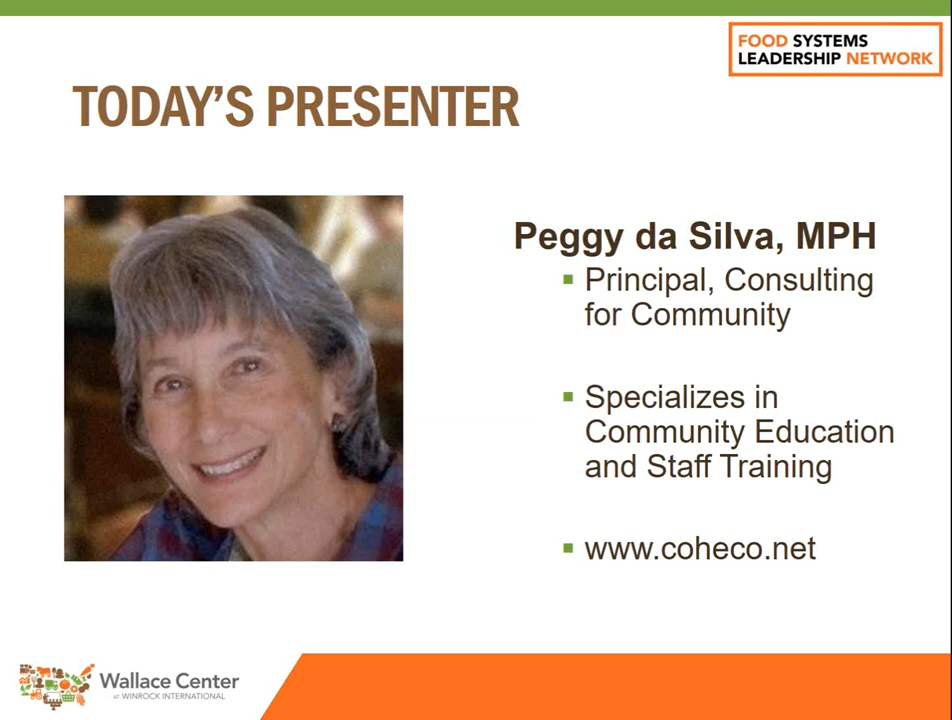 FOOD SYSTEMS
LEADERSHIP NETWORK
TODAY'S PRESENTER
Peggy da Silva, MPH
Principal, Consulting
for Community
Specializes in
Community Education
and Staff Training
www.coheco.net
Wallace Center
AT WINROCK INTERNATIONAL